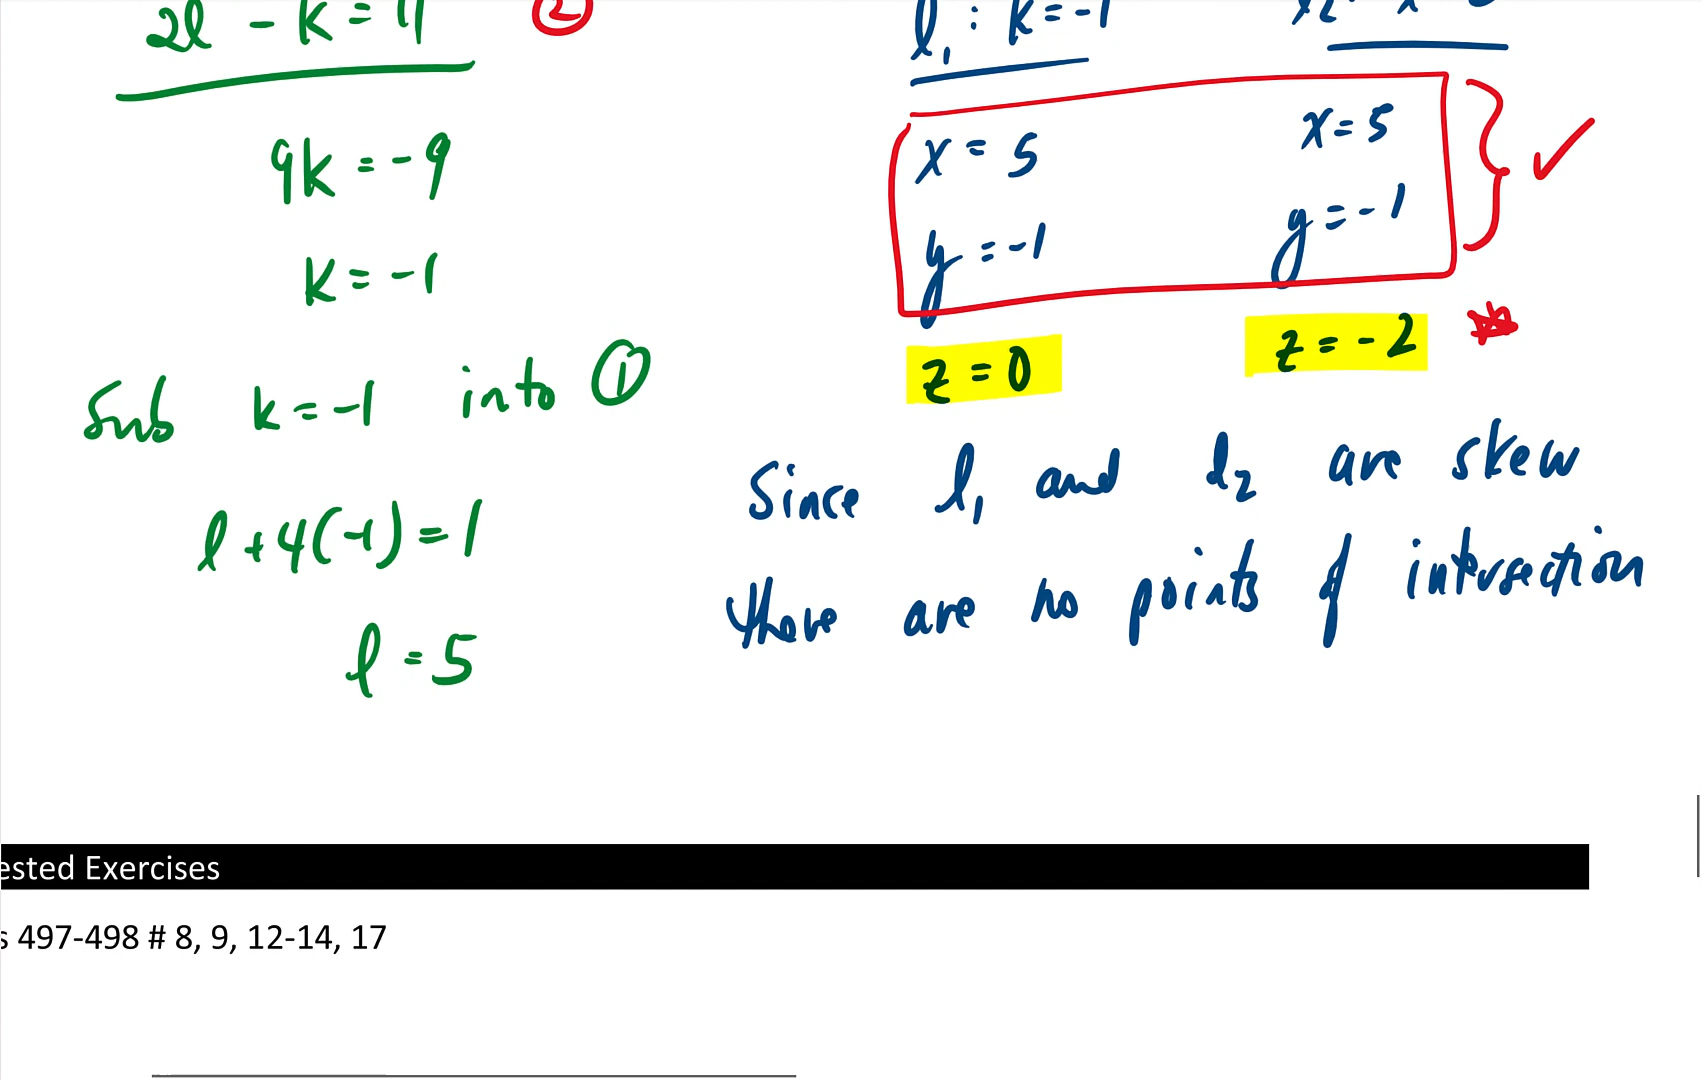 2l - k = 11 ②
9k = -9
k = -1
Sub k = -1 into ①
l + 4(-1) = 1
l = 5
l₁ : k = -1
x = 5 x = 5
y = -1 y = -1
z = 0 z = -2
Since l₁ and l₂ are skew
there are no points of intersection
ested Exercises
s 497-498 # 8, 9, 12-14, 17